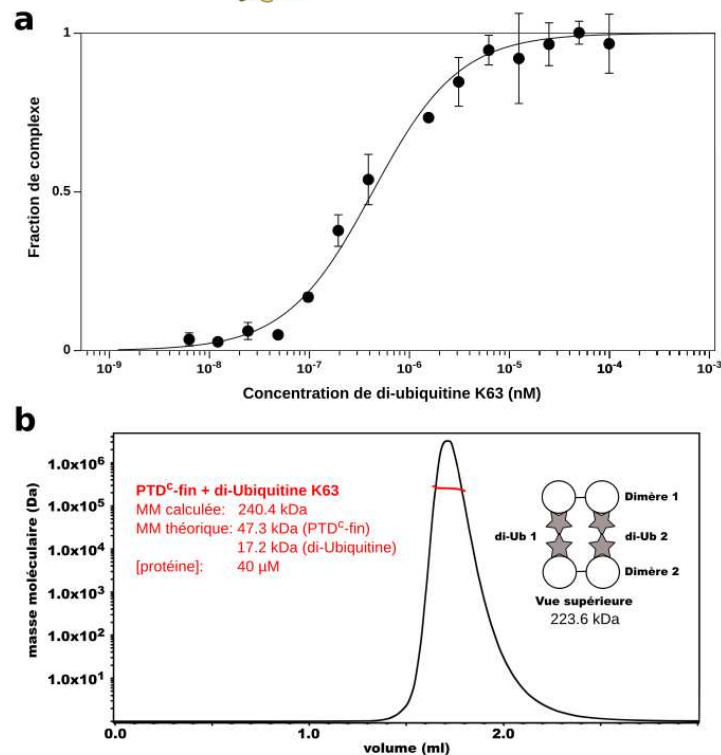 a
1
0.5
0
Fraction de complexe
10-9
10-8
10-7
10-6
10-5
10-4
10-3
Concentration de di-ubiquitine K63 (nM)
b
masse moléculaire (Da)
1.0x10⁶
1.0x10⁵
1.0x10⁴
1.0x10³
1.0x10²
1.0x10¹
PTDᶜ-fin + di-Ubiquitine K63
MM calculée: 240.4 kDa
MM théorique: 47.3 kDa (PTDᶜ-fin)
17.2 kDa (di-Ubiquitine)
[protéine]: 40 µM
Dimère 1
di-Ub 1
di-Ub 2
Dimère 2
Vue supérieure
223.6 kDa
0.0
1.0
2.0
volume (ml)